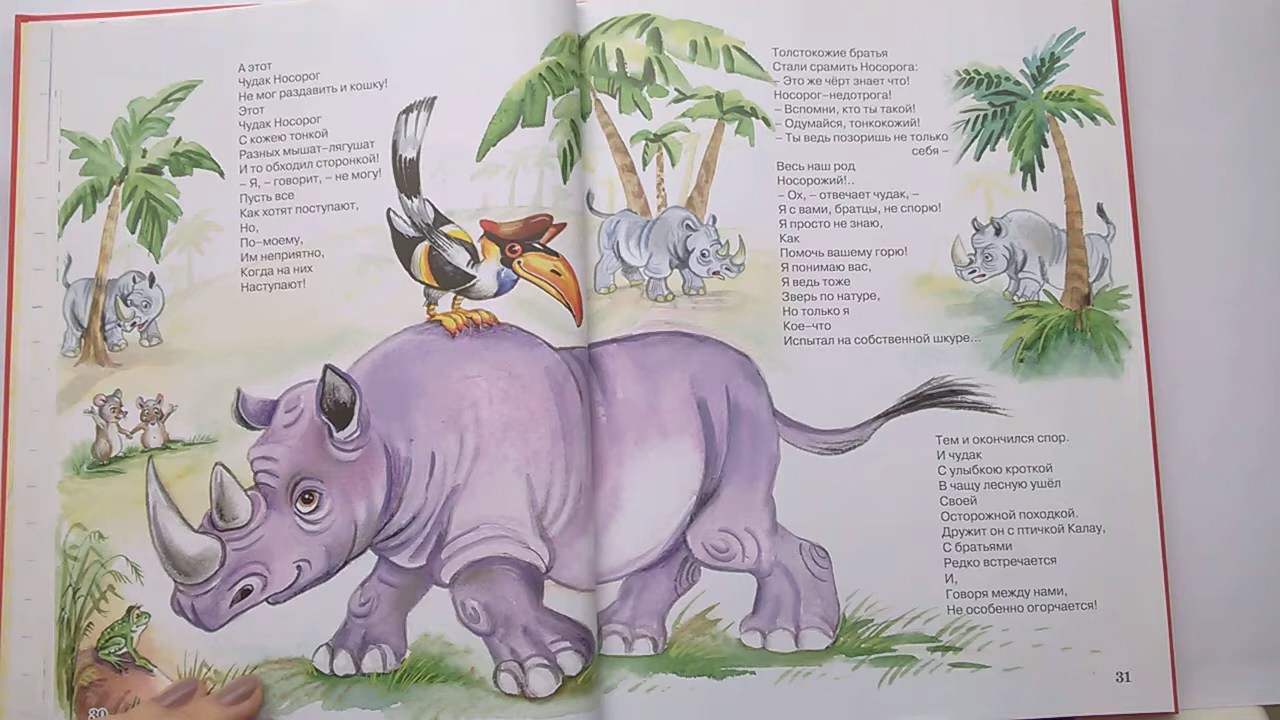 А этот
Чудак Носорог
Не мог раздавить и кошку!
Этот
Чудак Носорог
С кожею тонкой
Разных мышат–лягушат
И то обходил сторонкой!
– Я, – говорит, – не могу!
Пусть все
Как хотят поступают,
Но,
По–моему,
Им неприятно,
Когда на них
Наступают!
30
Толстокожие братья
Стали срамить Носорога:
– Это же чёрт знает что!
Носорог–недотрога!
– Вспомни, кто ты такой!
– Одумайся, тонкокожий!
– Ты ведь позоришь не только
себя –
Весь наш род
Носорожий!..
– Ох, – отвечает чудак, –
Я с вами, братцы, не спорю!
Я просто не знаю,
Как
Помочь вашему горю!
Я понимаю вас,
Я ведь тоже
Зверь по натуре,
Но только я
Кое–что
Испытал на собственной шкуре...
Тем и окончился спор.
И чудак
С улыбкою кроткой
В чащу лесную ушёл
Своей
Осторожной походкой.
Дружит он с птичкой Калау,
С братьями
Редко встречается
И,
Говоря между нами,
Не особенно огорчается!
31